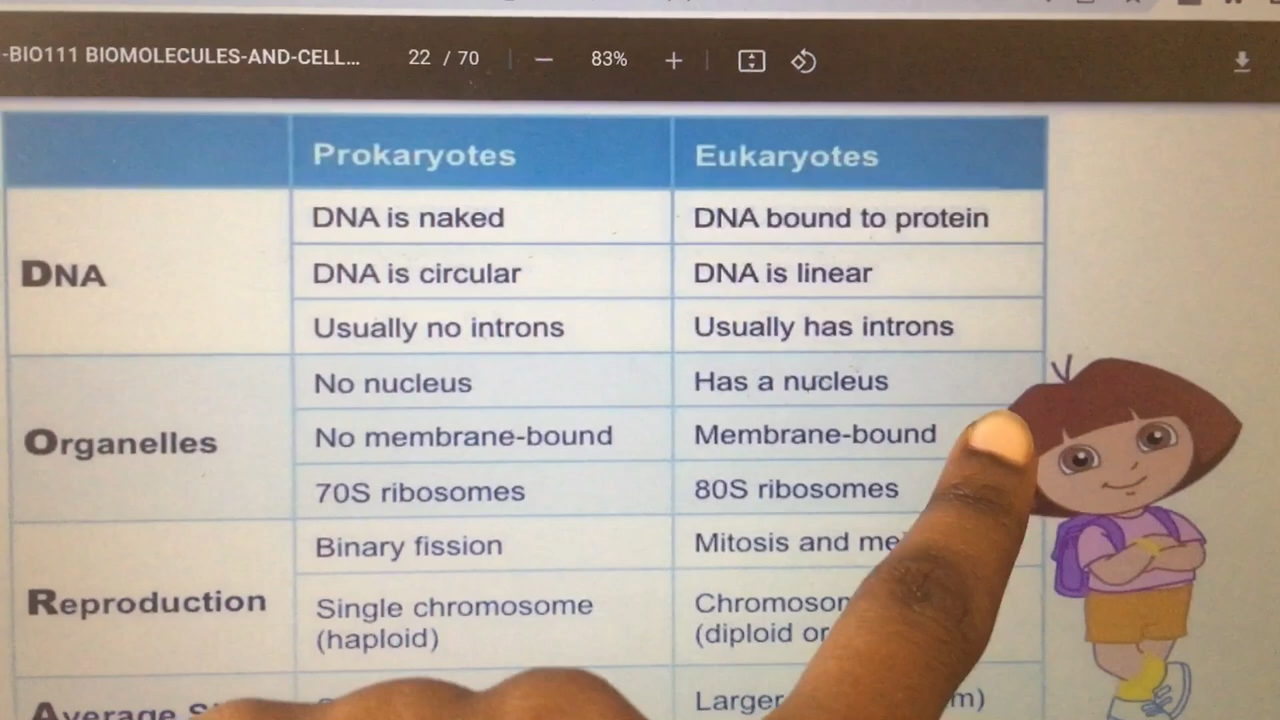 -BIO111 BIOMOLECULES-AND-CELL... 22 / 70 83%
Prokaryotes Eukaryotes
DNA is naked DNA bound to protein
DNA DNA is circular DNA is linear
Usually no introns Usually has introns
No nucleus Has a nucleus
Organelles No membrane-bound Membrane-bound
70S ribosomes 80S ribosomes
Binary fission Mitosis and
Reproduction Single chromosome
(haploid) (diploid or
Average Larger